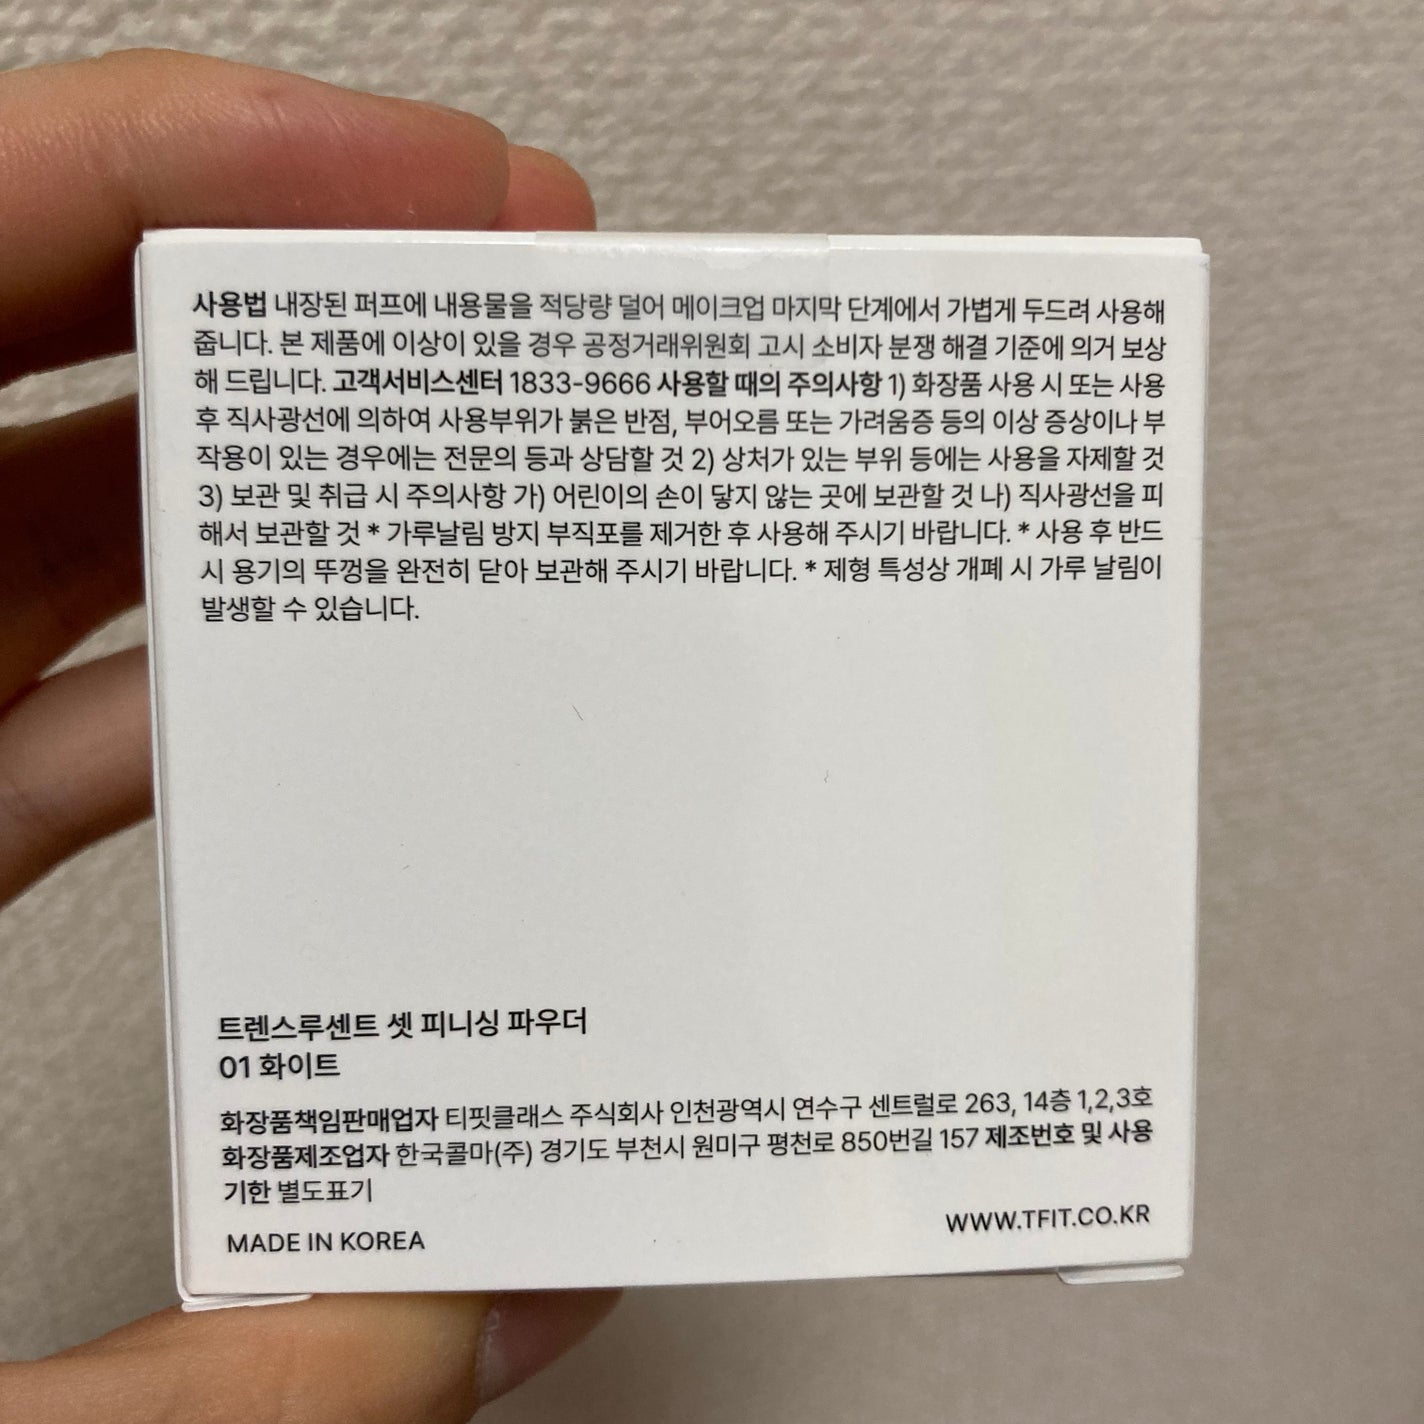 사용법 내장된 퍼프에 내용물을 적당량 덜어 메이크업 마지막 단계에서 가볍게 두드려 사용해
줍니다. 본 제품에 이상이 있을 경우 공정거래위원회 고시 소비자 분쟁 해결 기준에 의거 보상
해 드립니다. 고객서비스센터 1833-9666 사용할 때의 주의사항 1) 화장품 사용 시 또는 사용
후 직사광선에 의하여 사용부위가 붉은 반점, 부어오름 또는 가려움증 등의 이상 증상이나 부
작용이 있는 경우에는 전문의 등과 상담할 것 2) 상처가 있는 부위 등에는 사용을 자제할 것
3) 보관 및 취급 시 주의사항 가) 어린이의 손이 닿지 않는 곳에 보관할 것 나) 직사광선을 피
해서 보관할 것 * 가루날림 방지 부직포를 제거한 후 사용해 주시기 바랍니다. * 사용 후 반드
시 용기의 뚜껑을 완전히 닫아 보관해 주시기 바랍니다. * 제형 특성상 개폐 시 가루 날림이
발생할 수 있습니다.
트렌스루센트 셋 피니싱 파우더
01 화이트
화장품책임판매업자 티핏클래스 주식회사 인천광역시 연수구 센트럴로 263, 14층 1,2,3호
화장품제조업자 한국콜마(주) 경기도 부천시 원미구 평천로 850번길 157 제조번호 및 사용
기한 별도표기
MADE IN KOREA
WWW.TFIT.CO.KR